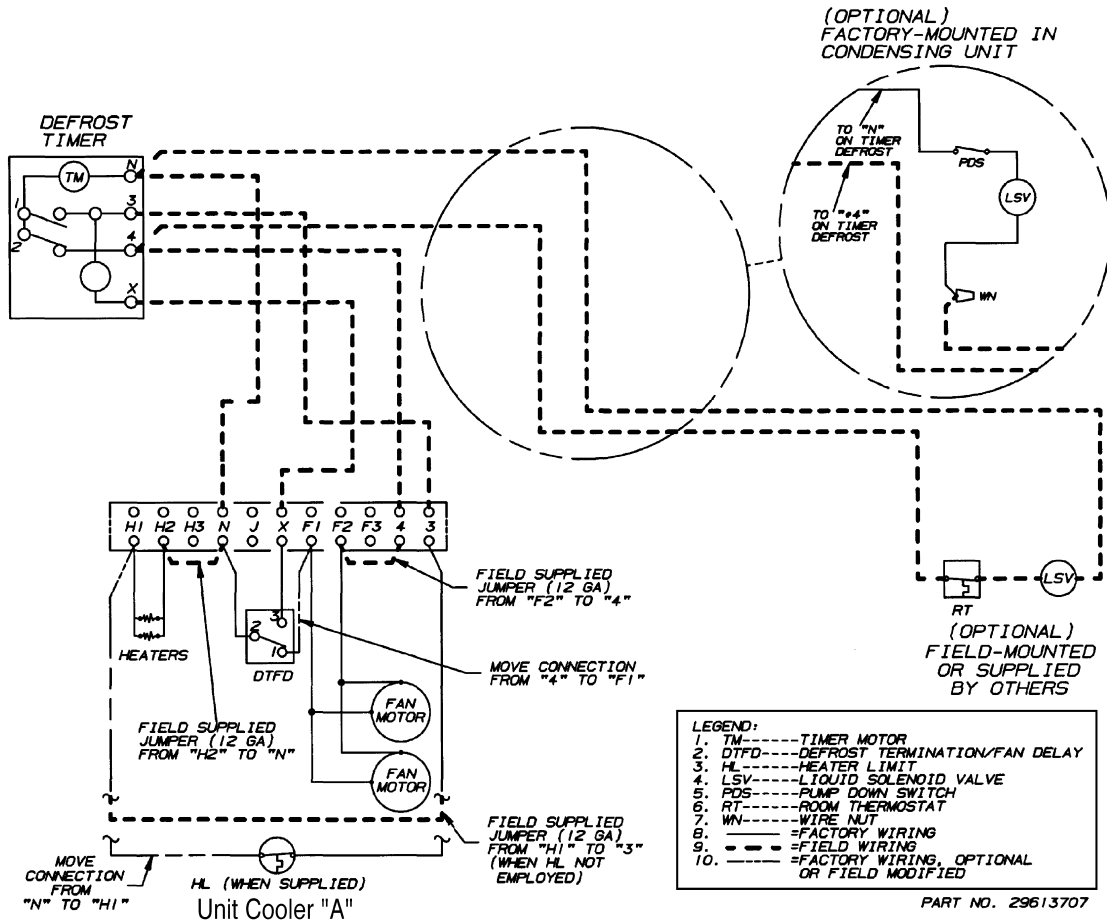 (OPTIONAL)
FACTORY-MOUNTED IN
CONDENSING UNIT
DEFROST
TIMER
TM
N
1
2
3
4
X
TO "N"
ON TIMER
DEFROST
PDS
LSV
TO "#4"
ON TIMER
DEFROST
WN
H1 H2 H3 N J X F1 F2 F3 4 3
FIELD SUPPLIED
JUMPER (12 GA)
FROM "F2" TO "4"
HEATERS
2
3
1
DTFD
MOVE CONNECTION
FROM "4" TO "F1"
FIELD SUPPLIED
JUMPER (12 GA)
FROM "H2" TO "N"
FAN
MOTOR
FAN
MOTOR
FIELD SUPPLIED
JUMPER (12 GA)
FROM "H1" TO "3"
(WHEN HL NOT
EMPLOYED)
MOVE
CONNECTION
FROM
"N" TO "H1"
HL (WHEN SUPPLIED)
Unit Cooler "A"
RT
LSV
(OPTIONAL)
FIELD-MOUNTED
OR SUPPLIED
BY OTHERS
LEGEND:
1. TM------TIMER MOTOR
2. DTFD----DEFROST TERMINATION/FAN DELAY
3. HL------HEATER LIMIT
4. LSV-----LIQUID SOLENOID VALVE
5. PDS-----PUMP DOWN SWITCH
6. RT------ROOM THERMOSTAT
7. WN------WIRE NUT
8. =FACTORY WIRING
9. =FIELD WIRING
10. =FACTORY WIRING, OPTIONAL
OR FIELD MODIFIED
PART NO. 29613707